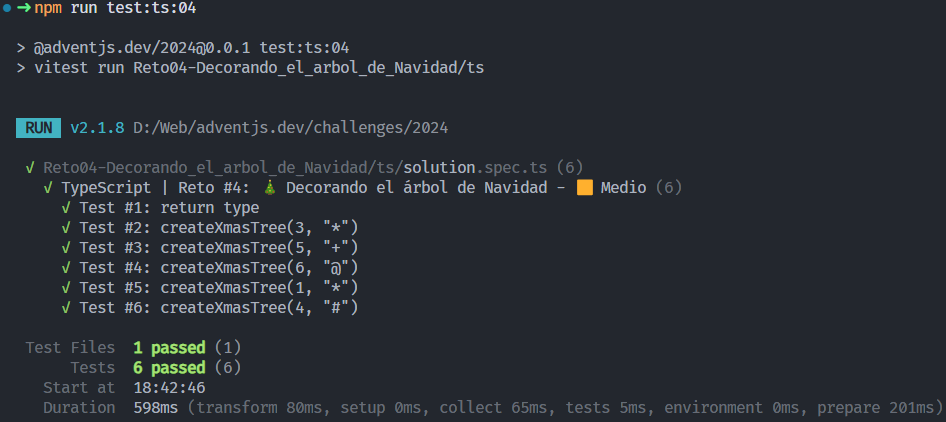 ➜npm run test:ts:04
> @adventjs.dev/2024@0.0.1 test:ts:04
> vitest run Reto04-Decorando_el_arbol_de_Navidad/ts
RUN v2.1.8 D:/Web/adventjs.dev/challenges/2024
√ Reto04-Decorando_el_arbol_de_Navidad/ts/solution.spec.ts (6)
√ TypeScript | Reto #4: 🎄 Decorando el árbol de Navidad - 🟧 Medio (6)
√ Test #1: return type
√ Test #2: createXmasTree(3, "*")
√ Test #3: createXmasTree(5, "+")
√ Test #4: createXmasTree(6, "@")
√ Test #5: createXmasTree(1, "*")
√ Test #6: createXmasTree(4, "#")
Test Files 1 passed (1)
Tests 6 passed (6)
Start at 18:42:46
Duration 598ms (transform 80ms, setup 0ms, collect 65ms, tests 5ms, environment 0ms, prepare 201ms)